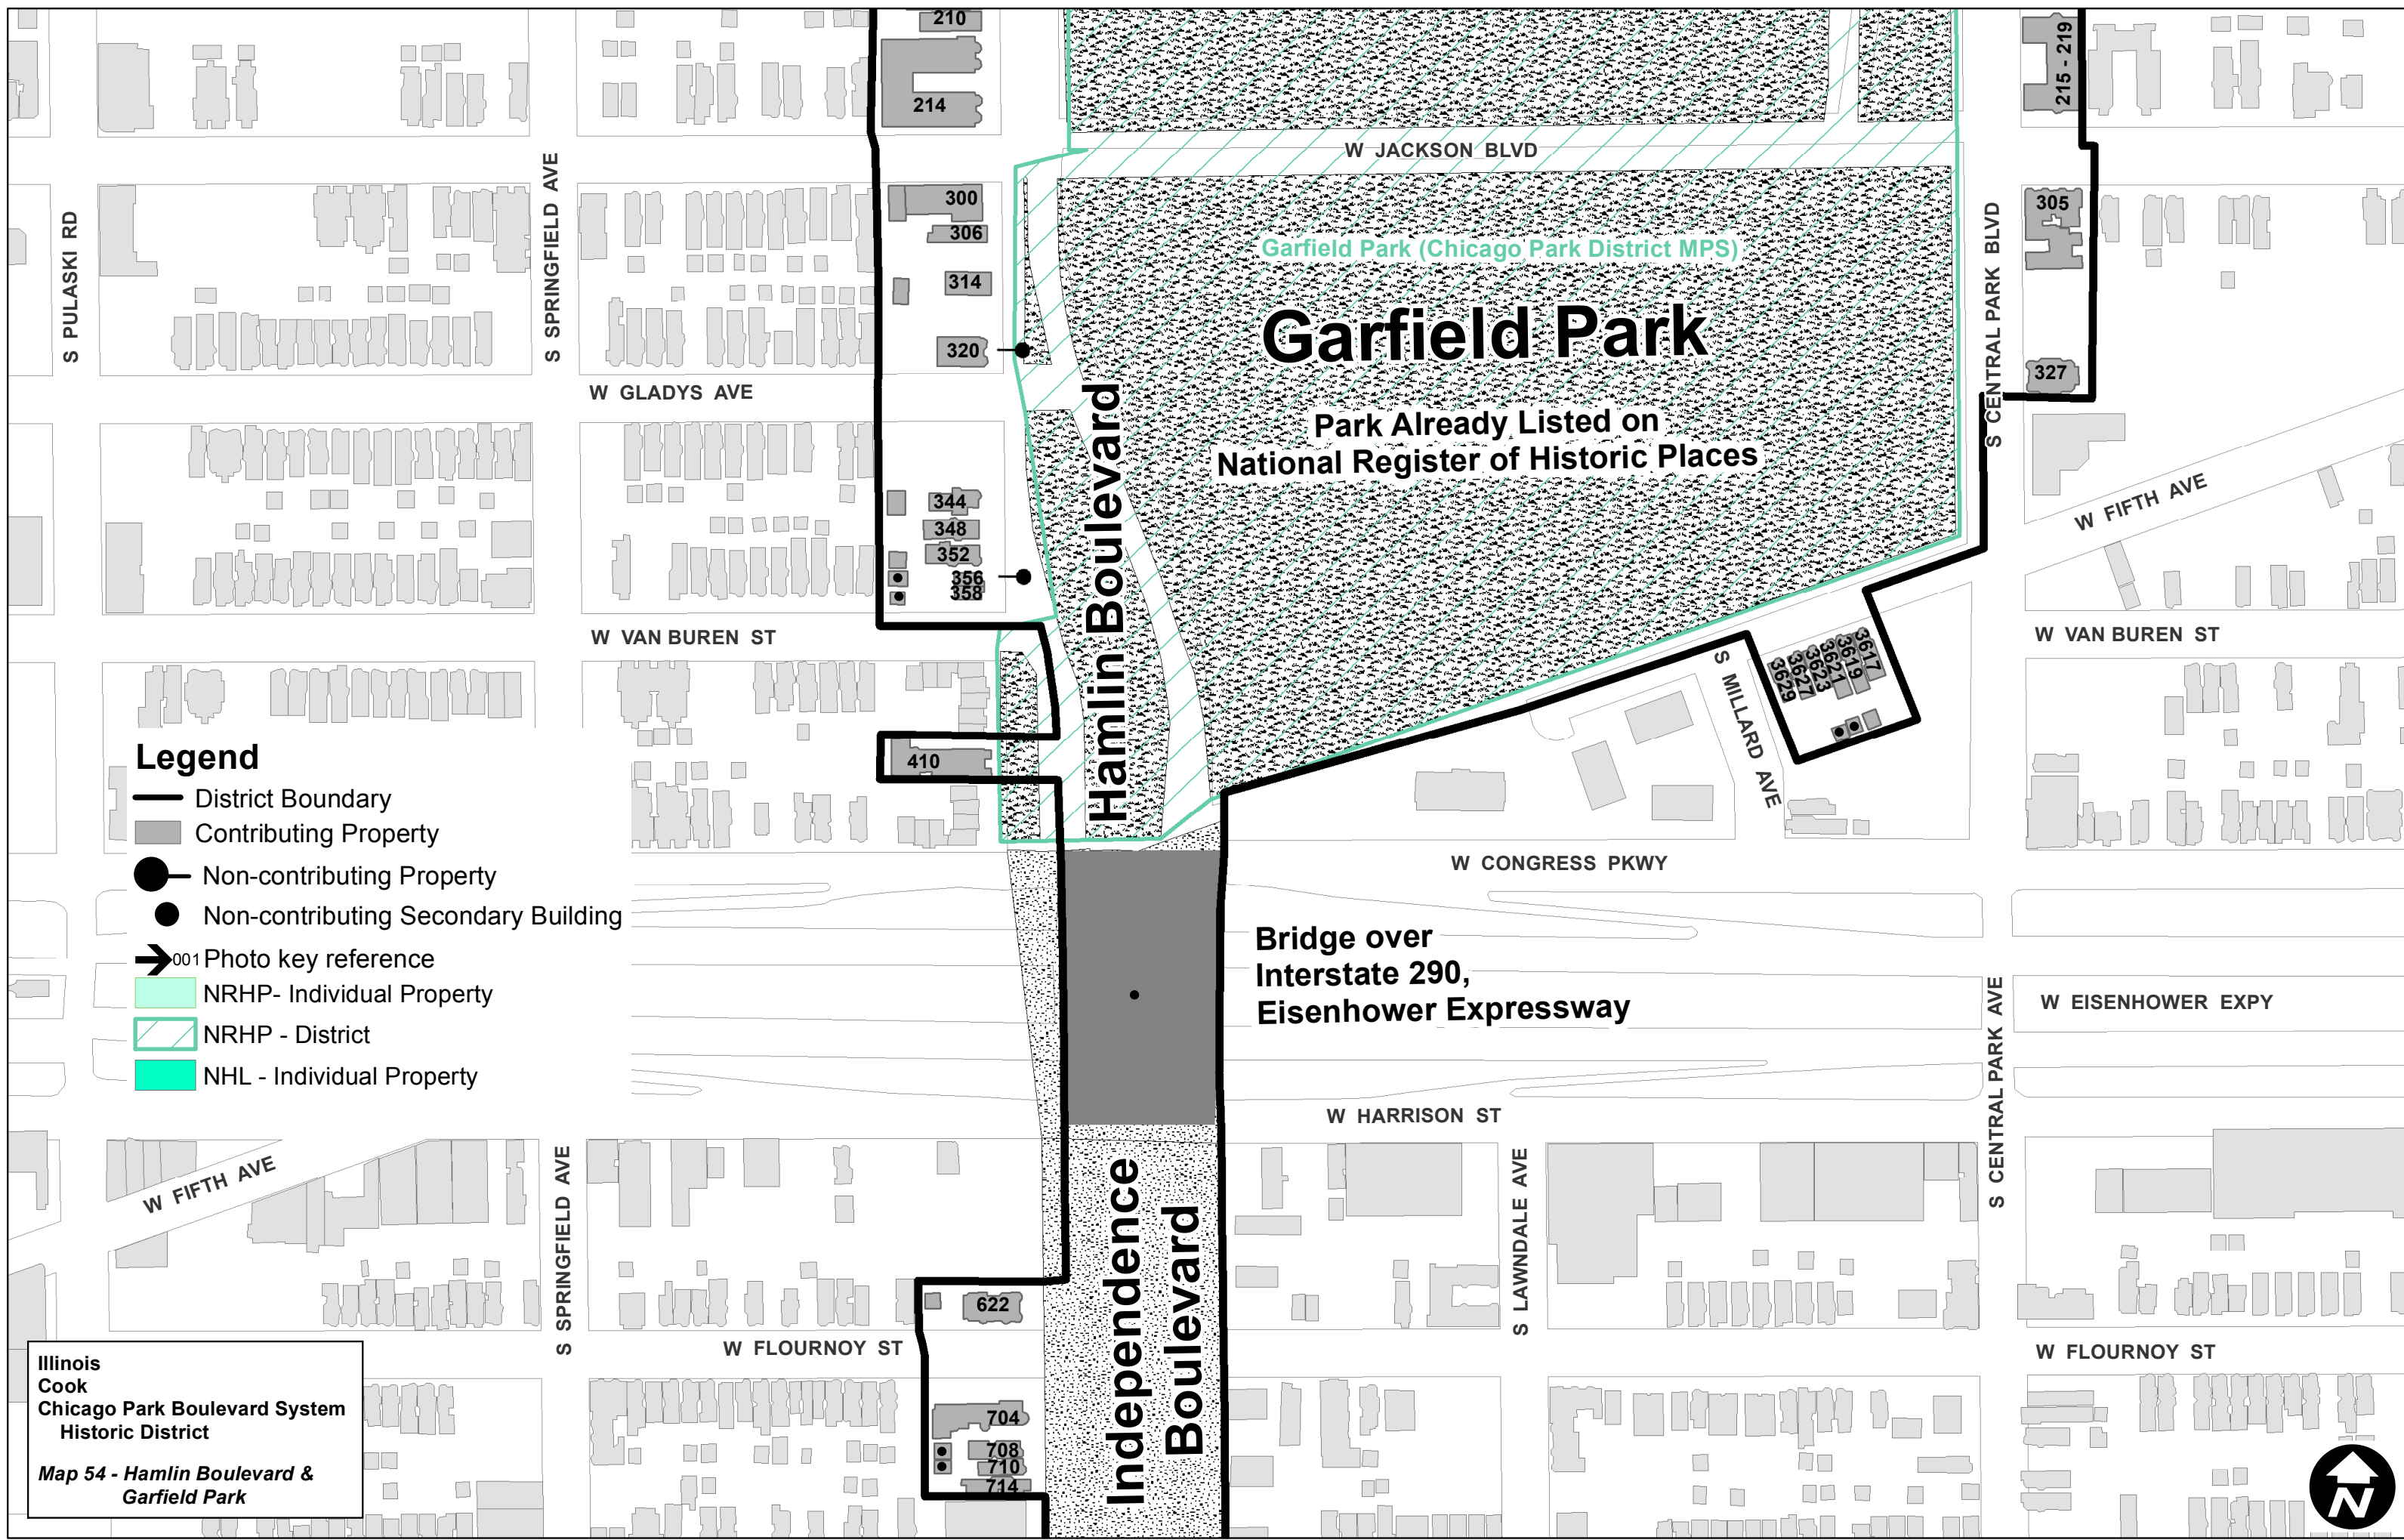 210
214
215 - 219
W JACKSON BLVD
S PULASKI RD
S SPRINGFIELD AVE
300
306
314
320
W GLADYS AVE
Garfield Park (Chicago Park District MPS)
Garfield Park
Park Already Listed on
National Register of Historic Places
S CENTRAL PARK BLVD
305
327
W FIFTH AVE
344
348
352
356
358
Hamlin Boulevard
W VAN BUREN ST
W VAN BUREN ST
S MILLARD AVE
3629
3627
3623
3621
3619
3617
410
Legend
District Boundary
Contributing Property
Non-contributing Property
Non-contributing Secondary Building
001 Photo key reference
NRHP- Individual Property
NRHP - District
NHL - Individual Property
W CONGRESS PKWY
Bridge over
Interstate 290,
Eisenhower Expressway
W EISENHOWER EXPY
S CENTRAL PARK AVE
W HARRISON ST
W FIFTH AVE
S SPRINGFIELD AVE
S LAWNDALE AVE
Independence
Boulevard
622
W FLOURNOY ST
W FLOURNOY ST
704
708
710
714
Illinois
Cook
Chicago Park Boulevard System
Historic District
Map 54 - Hamlin Boulevard &
Garfield Park
N